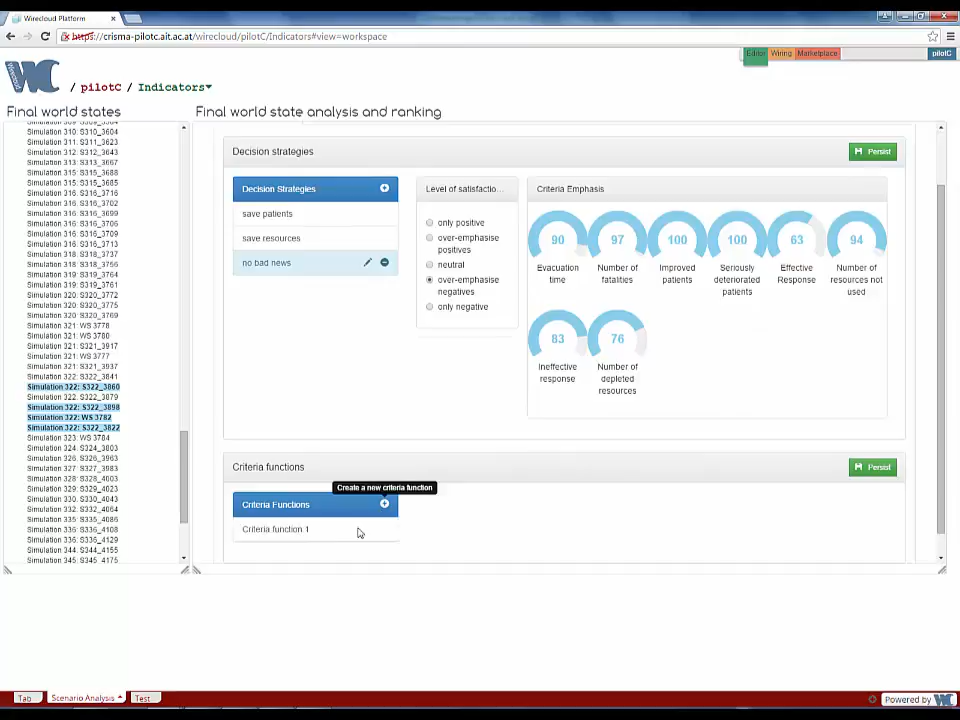 Wirecloud Platform
https://crisma-pilotc.ait.ac.at/wirecloud/pilotC/Indicators#view=workspace
Editor Wiring Marketplace pilotC
WC / pilotC / Indicators
Final world states
Final world state analysis and ranking
Simulation 310: S310_3604
Simulation 311: S311_3623
Simulation 312: S312_3643
Simulation 313: S313_3667
Simulation 315: S315_3688
Simulation 315: S315_3685
Simulation 316: S316_3716
Simulation 316: S316_3702
Simulation 316: S316_3699
Simulation 316: S316_3706
Simulation 316: S316_3709
Simulation 316: S316_3713
Simulation 318: S318_3737
Simulation 318: S318_3756
Simulation 319: S319_3764
Simulation 319: S319_3761
Simulation 320: S320_3772
Simulation 320: S320_3775
Simulation 320: S320_3769
Simulation 321: WS 3778
Simulation 321: WS 3780
Simulation 321: S321_3917
Simulation 321: WS 3777
Simulation 321: S321_3937
Simulation 322: S322_3841
Simulation 322: S322_3860
Simulation 322: S322_3879
Simulation 322: S322_3898
Simulation 322: WS 3782
Simulation 322: S322_3822
Simulation 323: WS 3784
Simulation 324: S324_3803
Simulation 326: S326_3963
Simulation 327: S327_3983
Simulation 328: S328_4003
Simulation 329: S329_4023
Simulation 330: S330_4043
Simulation 332: S332_4064
Simulation 335: S335_4086
Simulation 336: S336_4108
Simulation 336: S336_4129
Simulation 344: S344_4155
Simulation 345: S345_4175
Decision strategies
Persist
Decision Strategies
save patients
save resources
no bad news
Level of satisfactio...
only positive
over-emphasise
positives
neutral
over-emphasise
negatives
only negative
Criteria Emphasis
90 97 100 100 63 94
Evacuation
time
Number of
fatalities
Improved
patients
Seriously
deteriorated
patients
Effective
Response
Number of
resources not
used
83 76
Ineffective
response
Number of
depleted
resources
Criteria functions
Persist
Create a new criteria function
Criteria Functions
Criteria function 1
Tab Scenario Analysis Test
Powered by WC